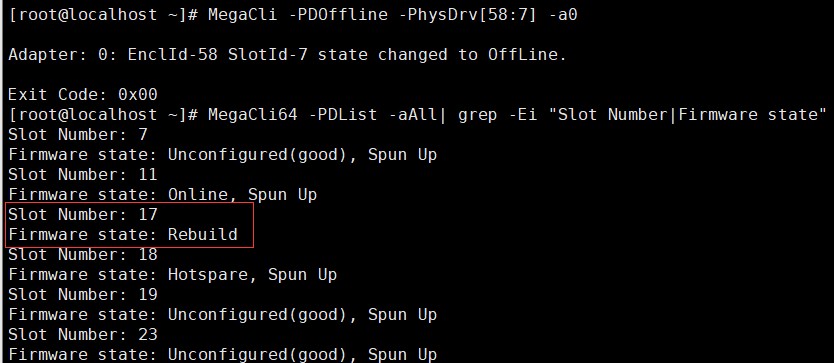 [root@localhost ~]# MegaCli -PDOffline -PhysDrv[58:7] -a0
Adapter: 0: EnclId-58 SlotId-7 state changed to OffLine.
Exit Code: 0x00
[root@localhost ~]# MegaCli64 -PDList -aAll| grep -Ei "Slot Number|Firmware state"
Slot Number: 7
Firmware state: Unconfigured(good), Spun Up
Slot Number: 11
Firmware state: Online, Spun Up
Slot Number: 17
Firmware state: Rebuild
Slot Number: 18
Firmware state: Hotspare, Spun Up
Slot Number: 19
Firmware state: Unconfigured(good), Spun Up
Slot Number: 23
Firmware state: Unconfigured(good), Spun Up